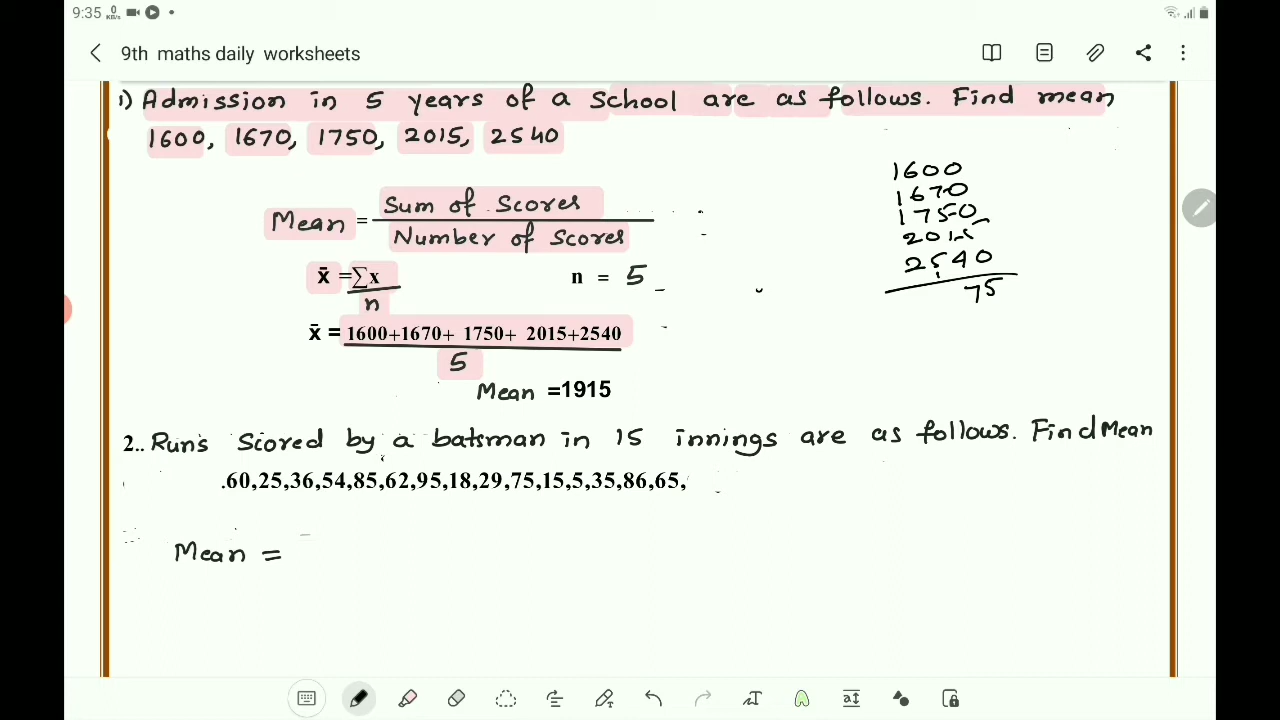 9:35 0 KB/s
9th maths daily worksheets
1) Admission in 5 years of a school are as follows. Find mean
1600, 1670, 1750, 2015, 2540
Mean = Sum of Scores
Number of Scores
x̄ = ∑x
n
n = 5
x̄ = 1600+1670+ 1750+ 2015+2540
5
Mean =1915
1600
1670
1750
2015
2540
75
2.. Runs Scored by a batsman in 15 innings are as follows. Find Mean
.60,25,36,54,85,62,95,18,29,75,15,5,35,86,65,
Mean =